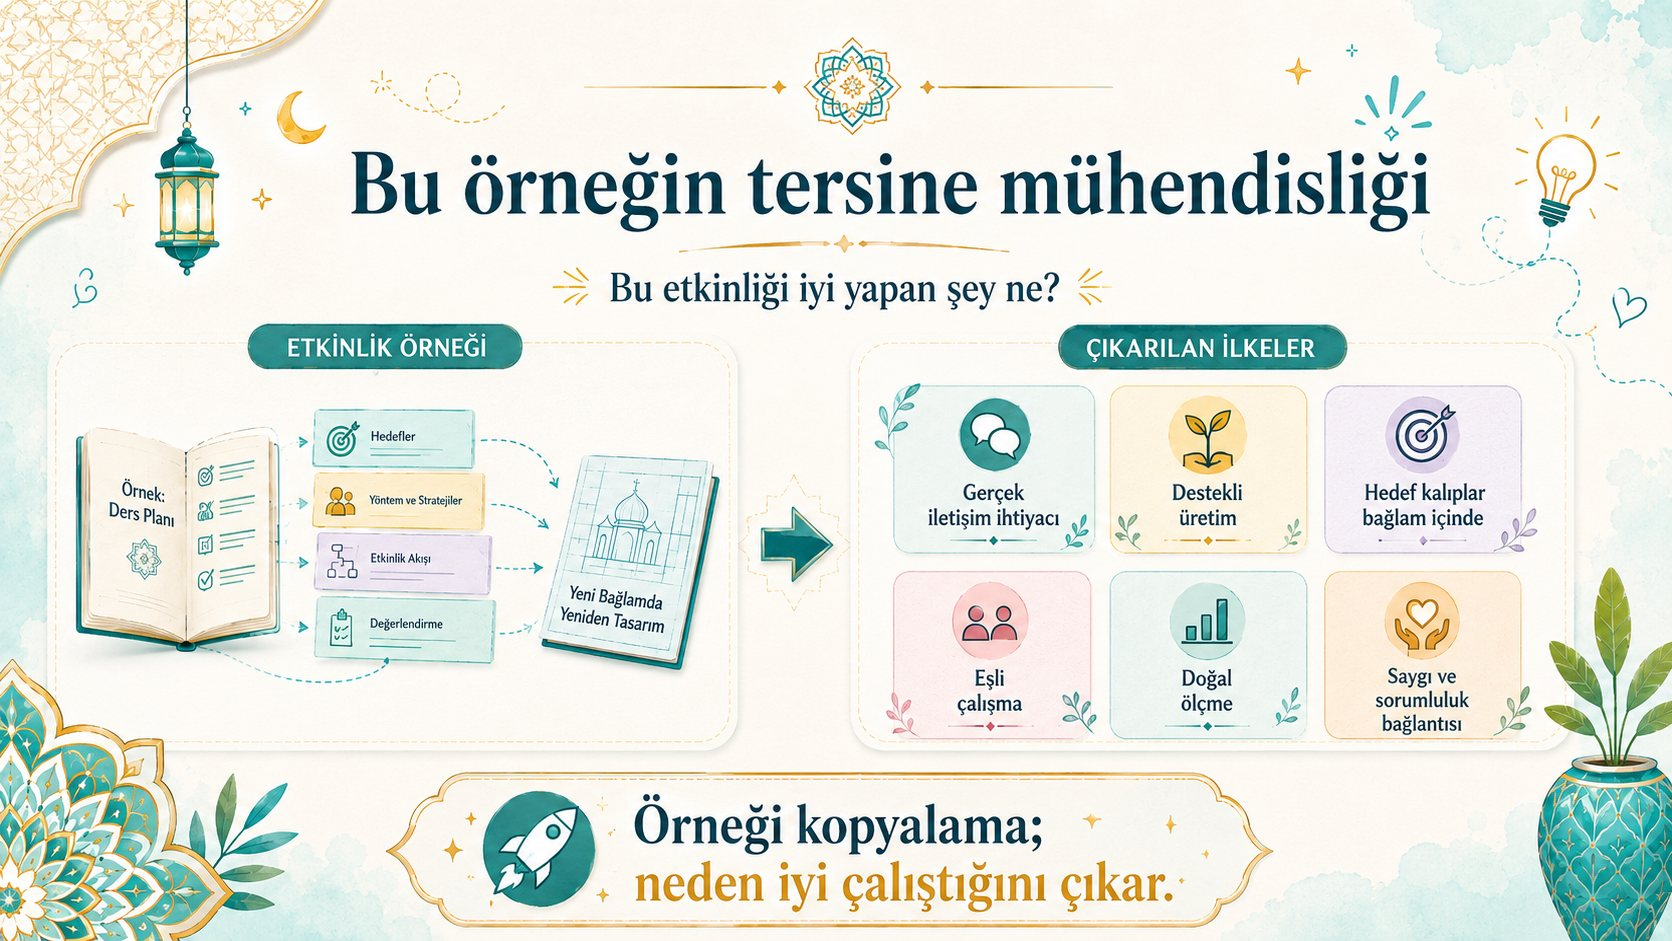 Bu örneğin tersine mühendisliği
Bu etkinliği iyi yapan şey ne?
ETKİNLİK ÖRNEĞİ
Örnek:
Ders Planı
Hedefler
Yöntem ve Stratejiler
Etkinlik Akışı
Değerlendirme
Yeni Bağlamda
Yeniden Tasarım
ÇIKARILAN İLKELER
Gerçek
iletişim ihtiyacı
Destekli
üretim
Hedef kalıplar
bağlam içinde
Eşli
çalışma
Doğal
ölçme
Saygı ve
sorumluluk
bağlantısı
Örneği kopyalama;
neden iyi çalıştığını çıkar.